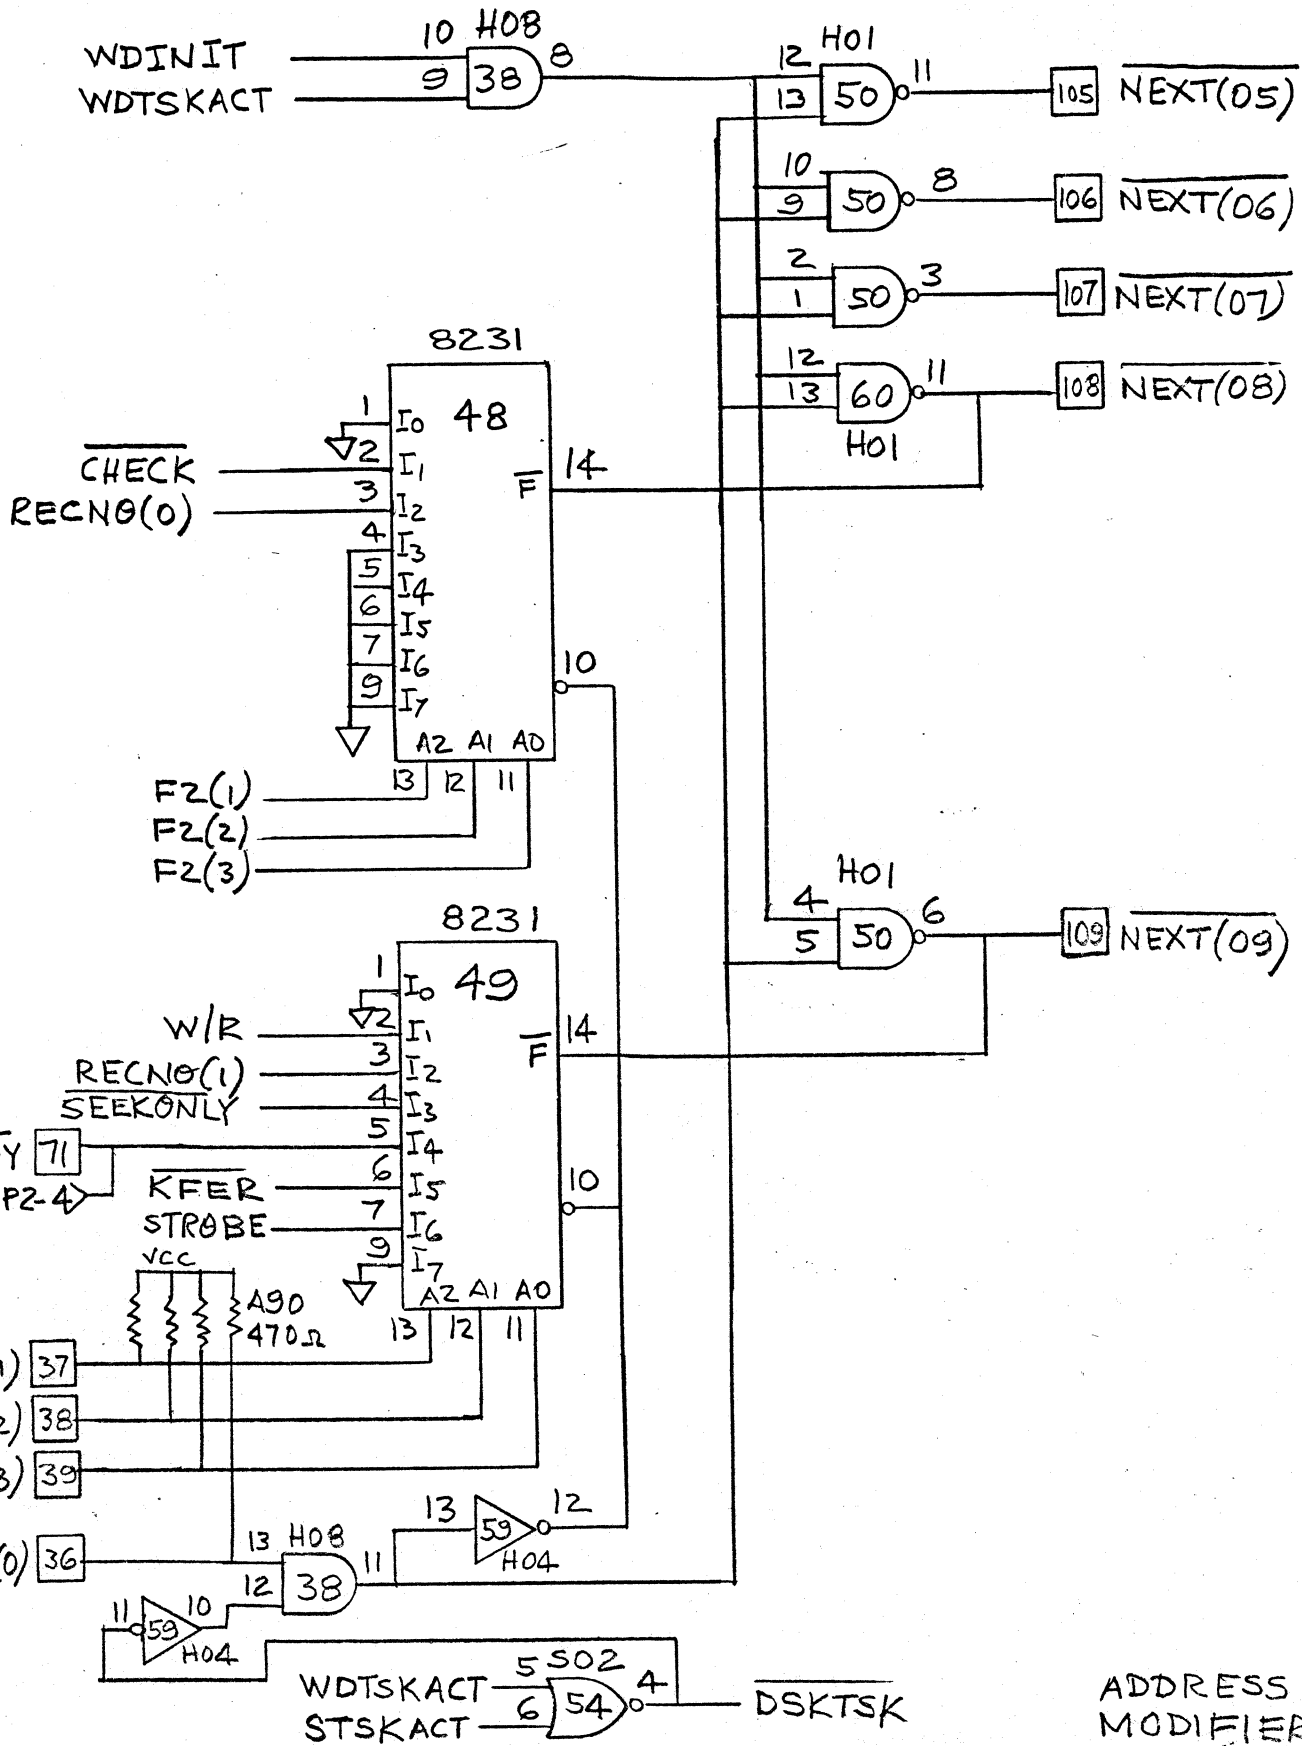 WDINIT 10 H08 8
WDTSKACT 9 38
12 H01 11
13 50 105 NEXT(05)
10 8
9 50 106 NEXT(06)
2 3
1 50 107 NEXT(07)
12 11
13 60 108 NEXT(08)
H01
8231
48
1 I0
CHECK 2 I1
RECNO(0) 3 I2
F 14
4 I3
5 I4
6 I5
7 I6
9 I7
10
A2 A1 A0
13 12 11
F2(1)
F2(2)
F2(3)
H01
4 6
5 50 109 NEXT(09)
8231
49
1 I0
W/R 2 I1
F 14
RECNO(1) 3 I2
SEEKONLY 4 I3
Y 71 5 I4
P2-4
KFER 6 I5
10
STROBE 7 I6
9 I7
VCC
A90
470Ω
A2 A1 A0
13 12 11
1) 37
2) 38
3) 39
13 59 12
H04
(0) 36 13 H08 11
12 38
11 59 10
H04
WDTSKACT 5 S02 4
STSKACT 6 54 DSKTSK
ADDRESS
MODIFIER